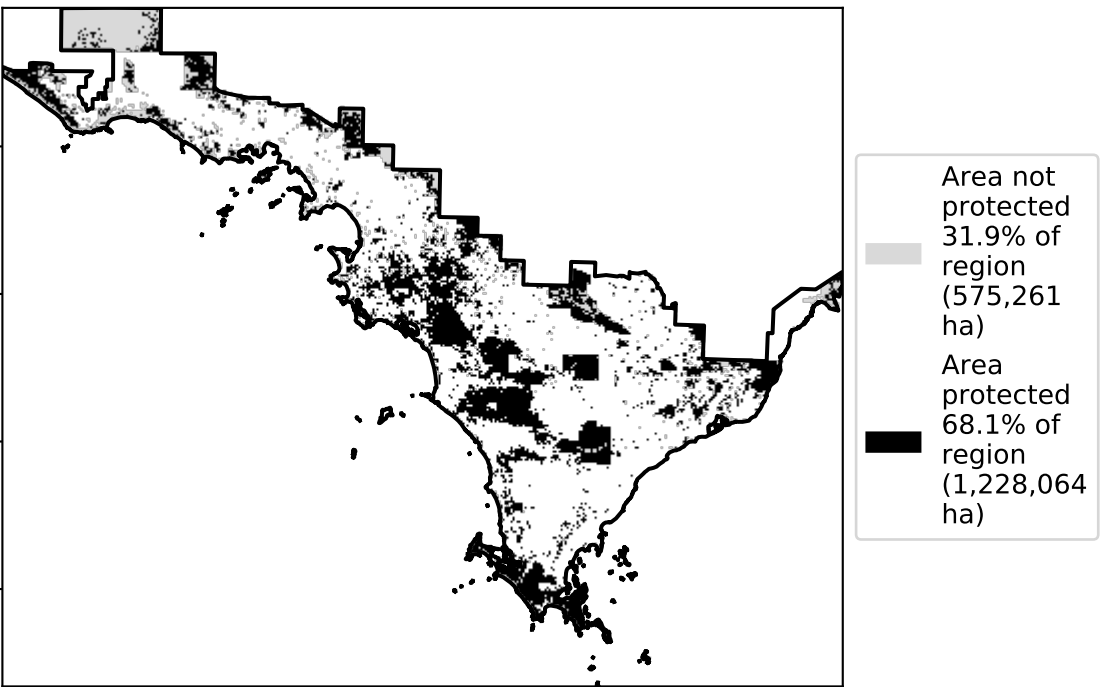 Area not
protected
31.9% of
region
(575,261
ha)
Area
protected
68.1% of
region
(1,228,064
ha)